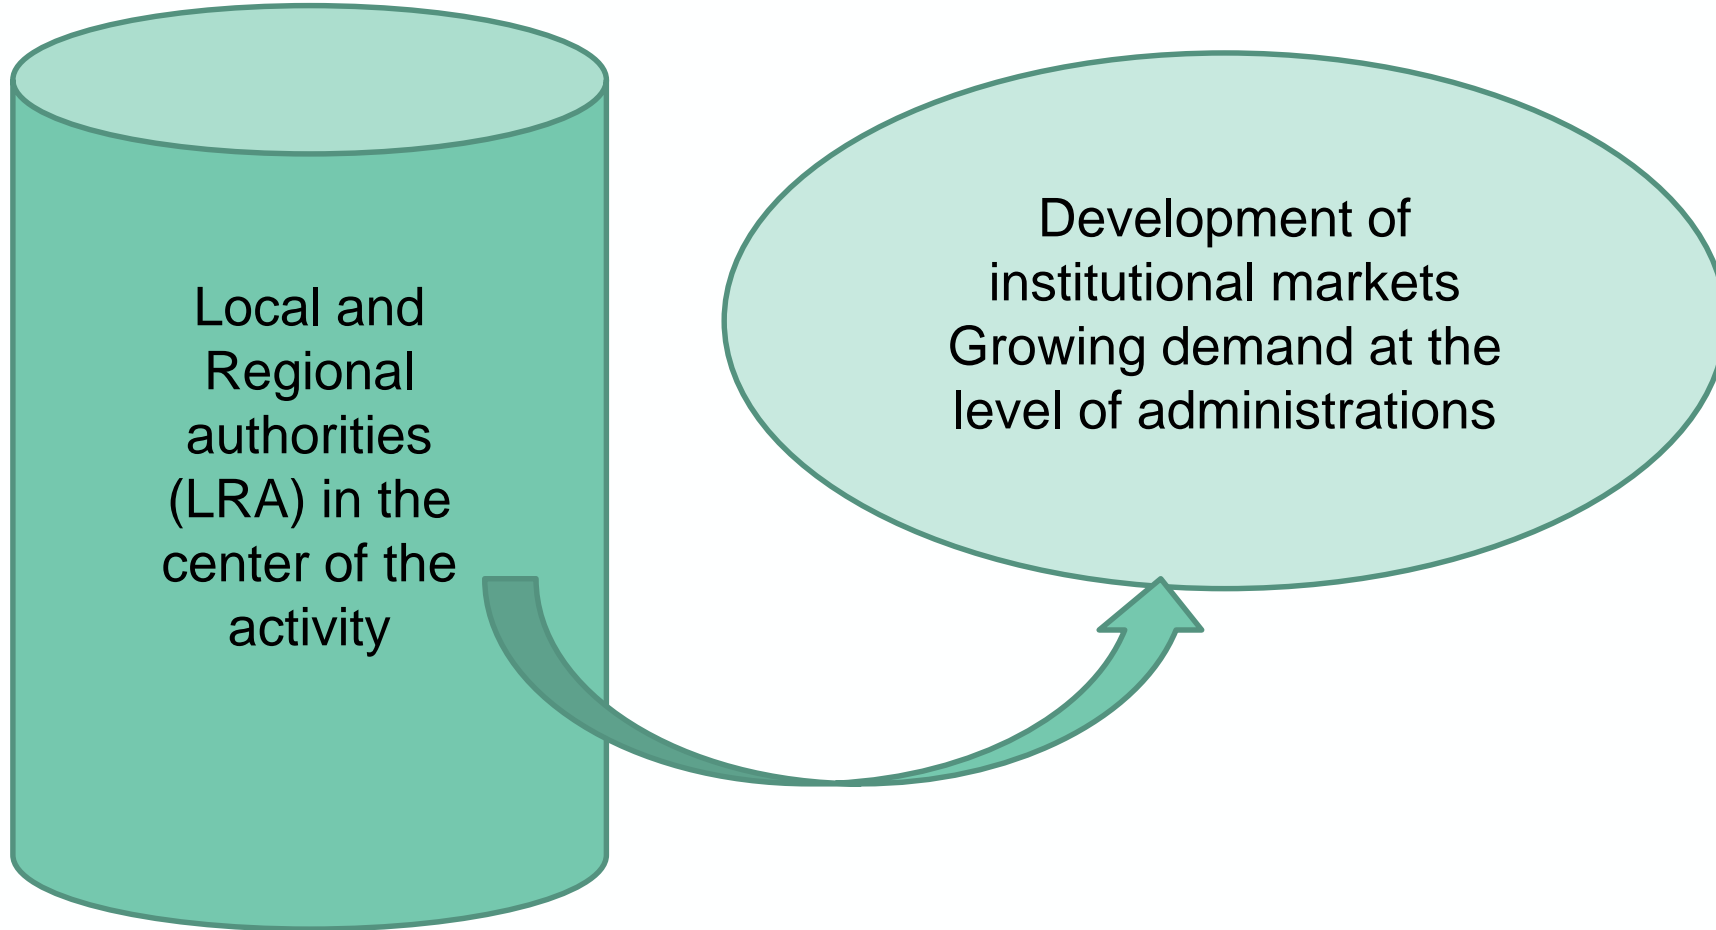 Local and
Regional
authorities
(LRA) in the
center of the
activity
Development of
institutional markets
Growing demand at the
level of administrations